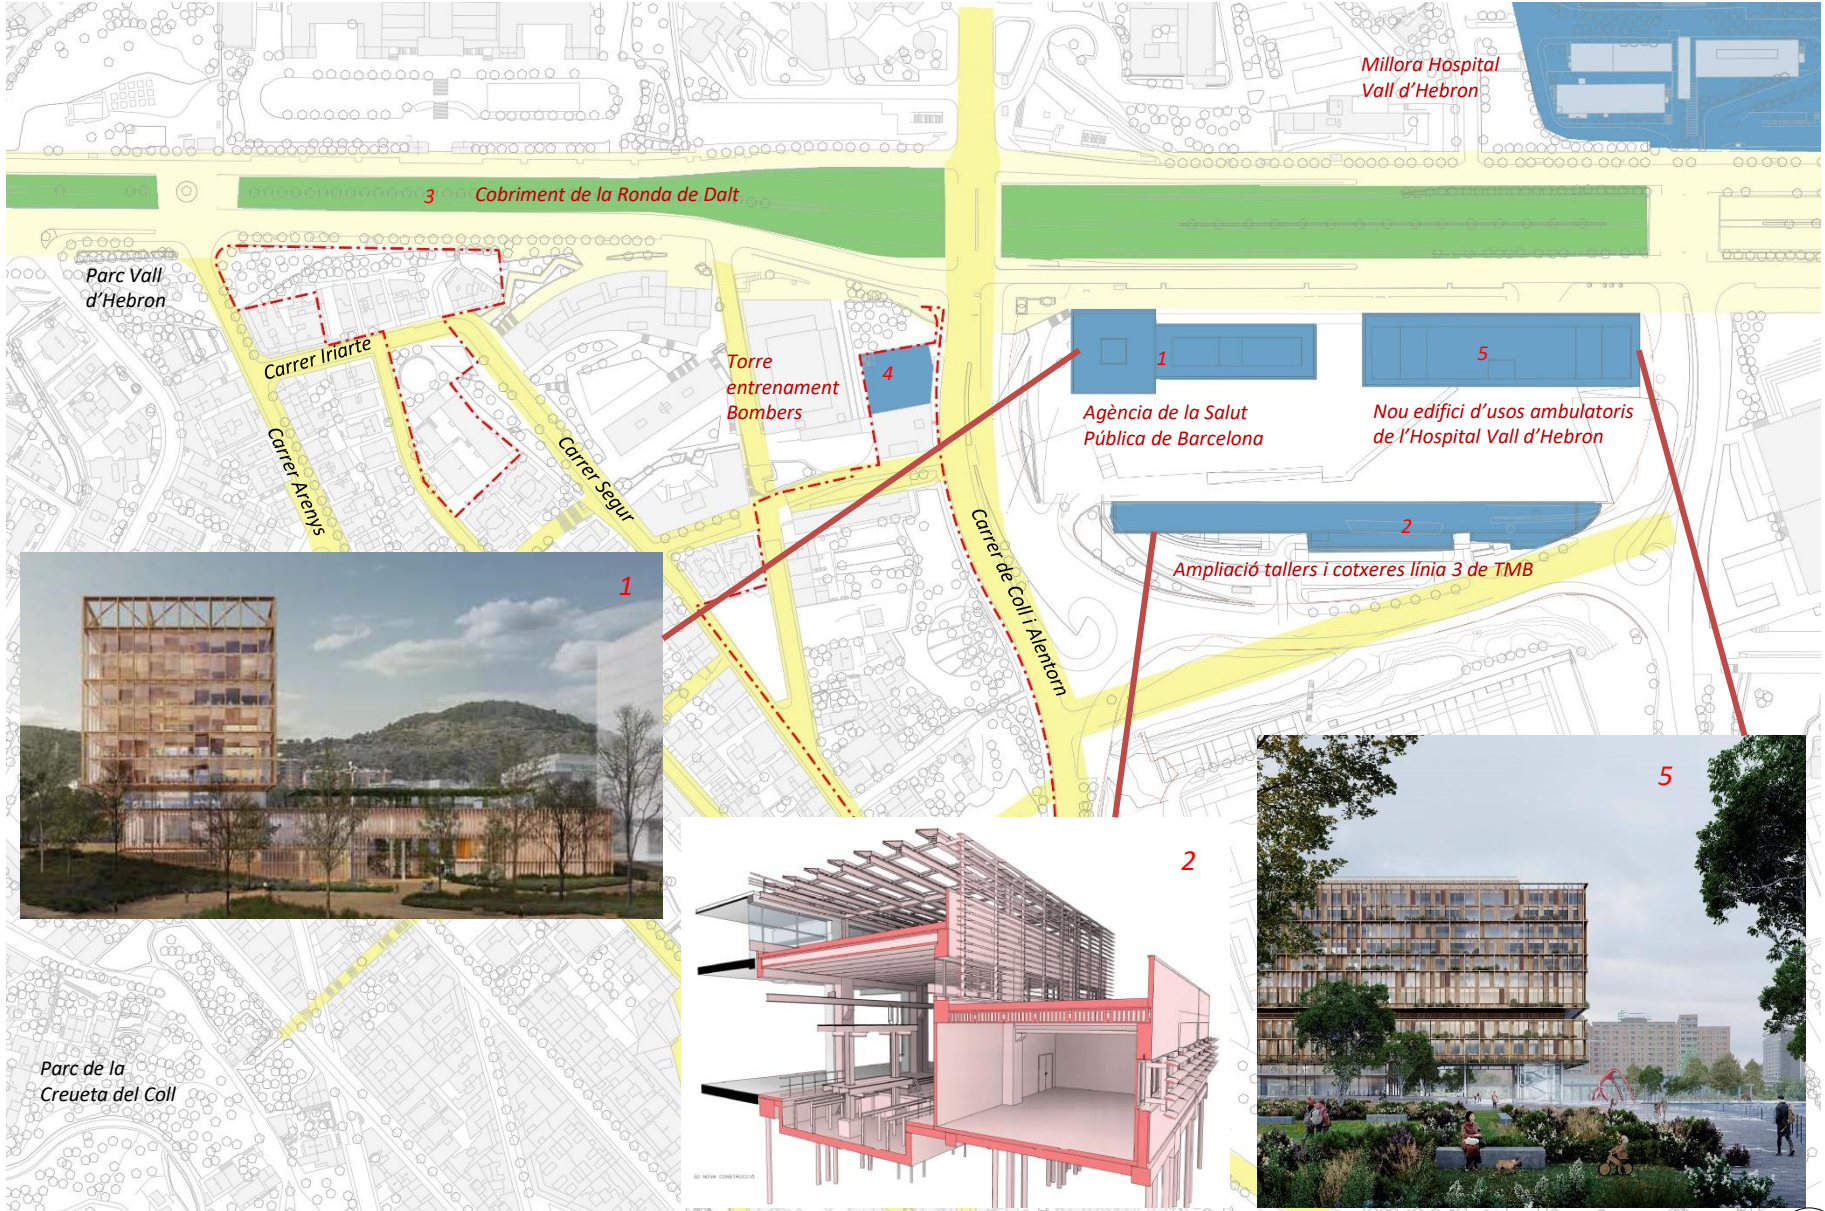 Millora Hospital
Vall d'Hebron
3
Cobriment de la Ronda de Dalt
Parc Vall
d'Hebron
Carrer Iriarte
Torre
entrenament
Bombers
4
1
5
Agència de la Salut
Pública de Barcelona
Nou edifici d'usos ambulatoris
de l'Hospital Vall d'Hebron
Carrer Arenys
Carrer Segur
Carrer de Coll i Alentorn
2
Ampliació tallers i cotxeres línia 3 de TMB
1
5
2
Parc de la
Creueta del Coll
3D NOVA CONSTRUCCIÓ